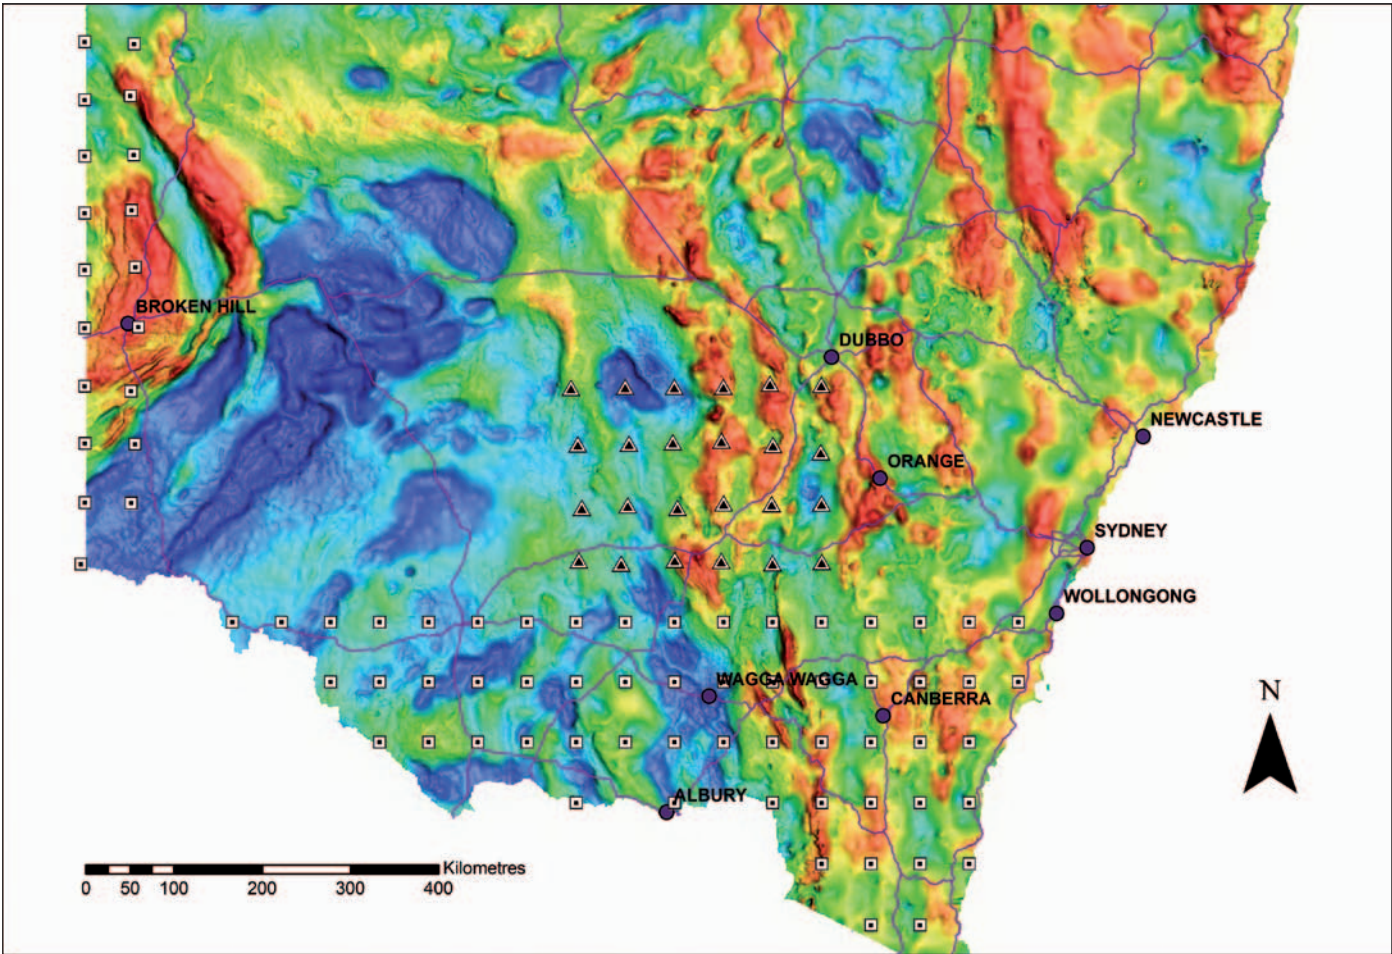 BROKEN HILL
DUBBO
NEWCASTLE
ORANGE
SYDNEY
WOLLONGONG
WAGGA WAGGA
N
CANBERRA
ALBURY
Kilometres
0 50 100 200 300 400